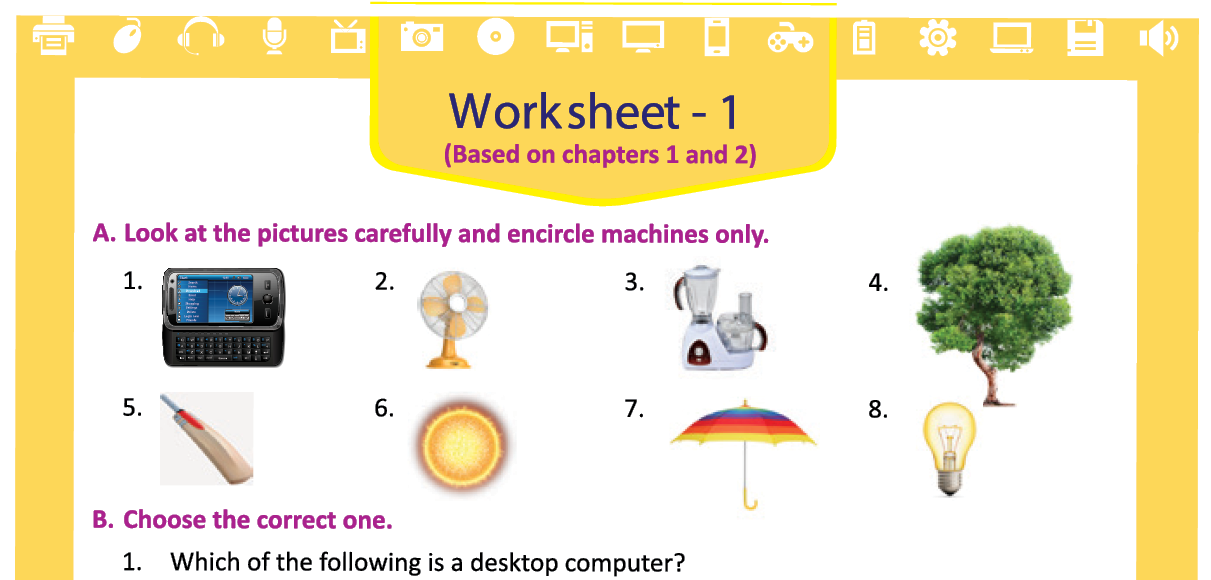 Worksheet - 1
(Based on chapters 1 and 2)
A. Look at the pictures carefully and encircle machines only.
1. 2. 3. 4.
5. 6. 7. 8.
B. Choose the correct one.
1. Which of the following is a desktop computer?